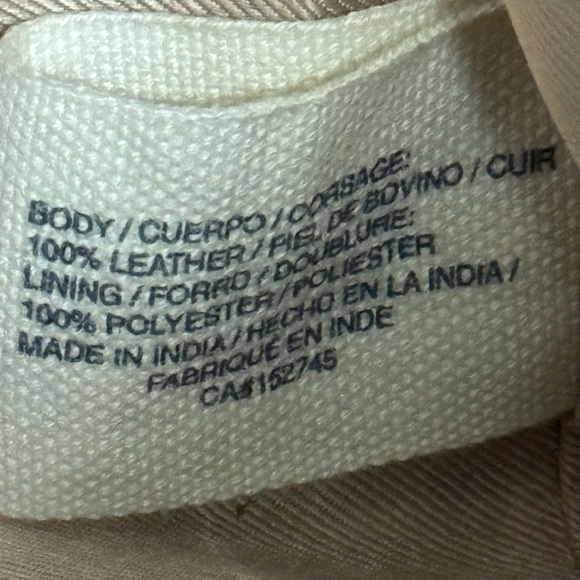 BODY / CUERPO / CORSAGE:
100% LEATHER / PIEL DE BOVINO / CUIR
LINING / FORRO / DOUBLURE:
100% POLYESTER / POLIESTER
MADE IN INDIA / HECHO EN LA INDIA /
FABRIQUÉ EN INDE
CA#152745